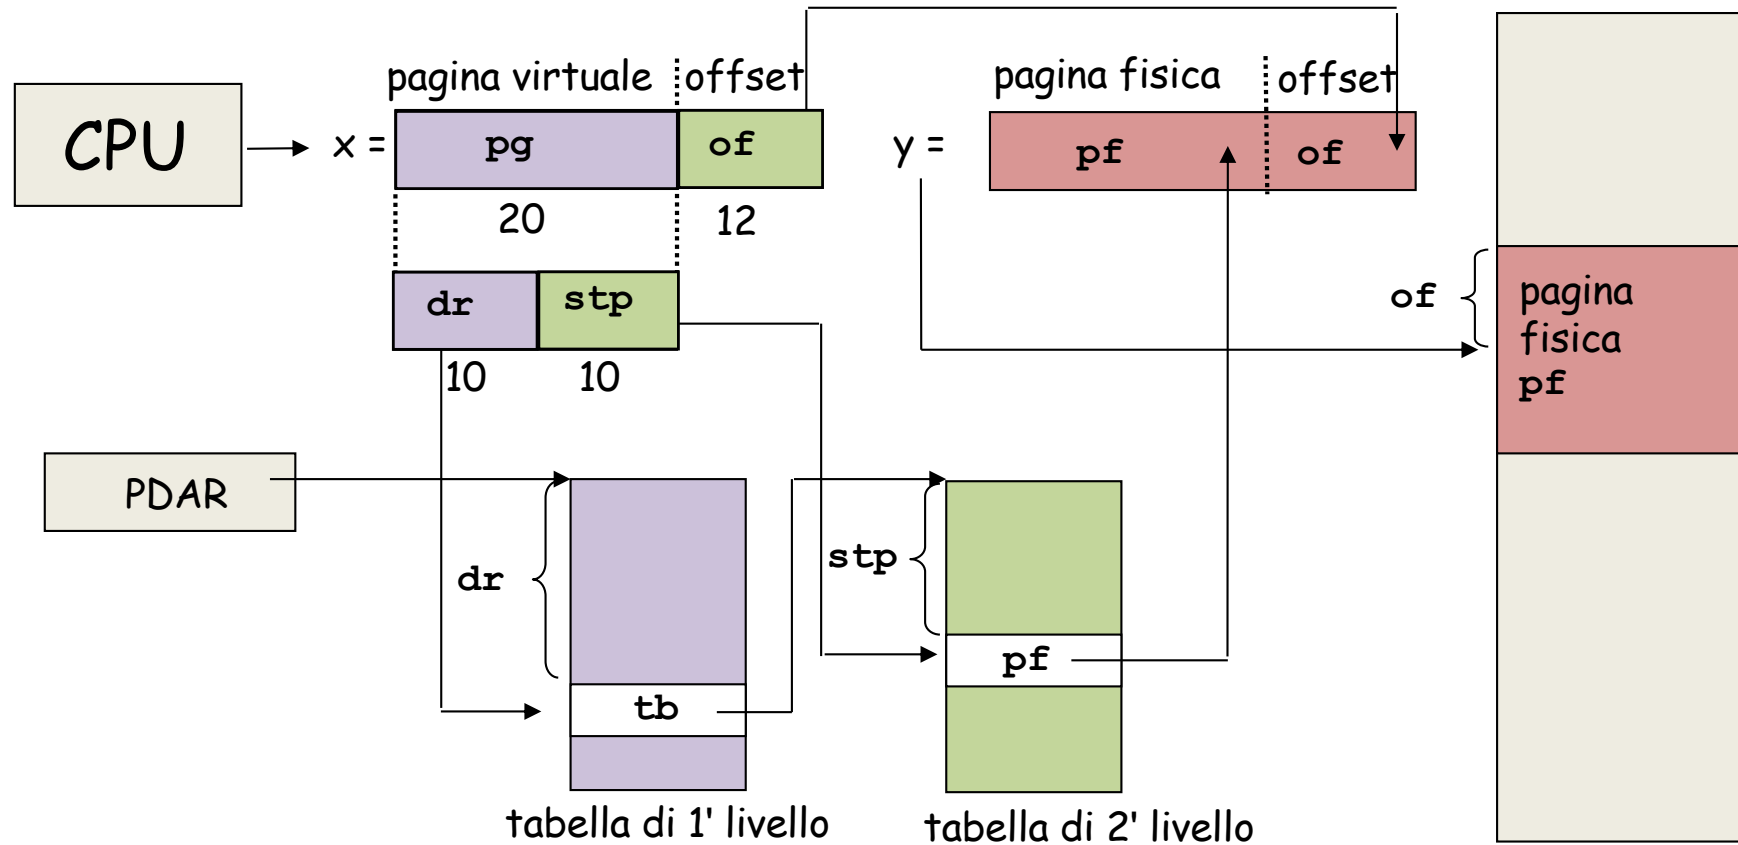 pagina virtuale offset
pagina fisica offset
CPU
x = pg of
y = pf of
20 12
dr stp
10 10
of
pagina
fisica
pf
PDAR
dr
stp
tb
pf
tabella di 1' livello
tabella di 2' livello